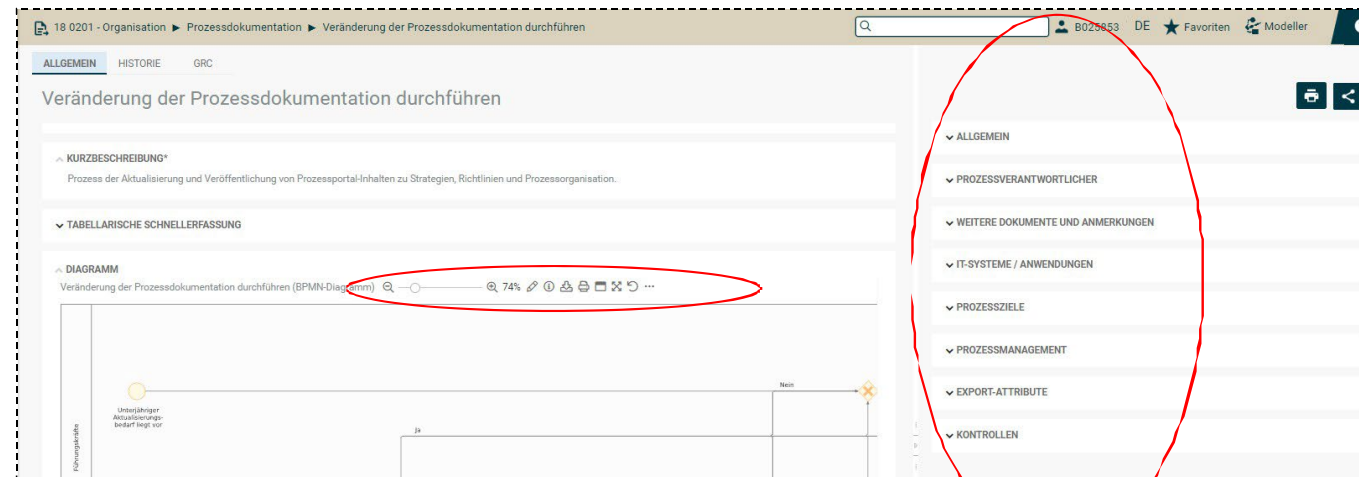 18 0201 - Organisation ► Prozessdokumentation ► Veränderung der Prozessdokumentation durchführen
B025853 DE Favoriten Modeller
ALLGEMEIN HISTORIE GRC
Veränderung der Prozessdokumentation durchführen
KURZBESCHREIBUNG*
Prozess der Aktualisierung und Veröffentlichung von Prozessportal-Inhalten zu Strategien, Richtlinien und Prozessorganisation.
TABELLARISCHE SCHNELLERFASSUNG
DIAGRAMM
Veränderung der Prozessdokumentation durchführen (BPMN-Diagramm) 74% ...
Führungskräfte
Unterjähriger
Aktualisierungs-
bedarf liegt vor
Nein
Ja
ALLGEMEIN
PROZESSVERANTWORTLICHER
WEITERE DOKUMENTE UND ANMERKUNGEN
IT-SYSTEME / ANWENDUNGEN
PROZESSZIELE
PROZESSMANAGEMENT
EXPORT-ATTRIBUTE
KONTROLLEN